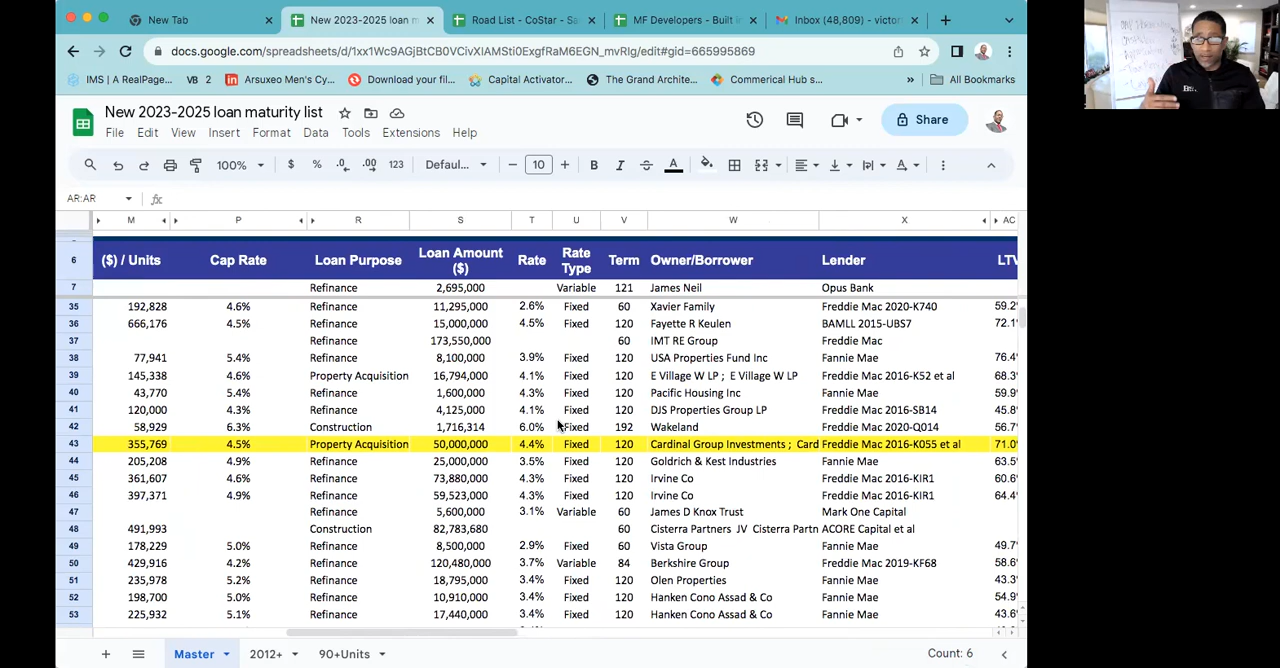 New Tab
New 2023-2025 loan m
Road List - CoStar - Sa
MF Developers - Built i
Inbox (48,809) - victor
docs.google.com/spreadsheets/d/1xx1Wc9AGjBtCB0VCivXIAMSti0ExgfRaM6EGN_mvRIg/edit#gid=665995869
IMS | A RealPage...
VB 2
Arsuxeo Men's Cy...
Download your fil...
Capital Activator...
The Grand Archite...
Commerical Hub s...
»
All Bookmarks
New 2023-2025 loan maturity list
File Edit View Insert Format Data Tools Extensions Help
Share
100% $ % .0 .00 123 Defaul... 10 B I A
AR:AR fx
M P R S T U V W X AC
6 ($) / Units Cap Rate Loan Purpose Loan Amount ($) Rate Rate Type Term Owner/Borrower Lender LTV
7 Refinance 2,695,000 Variable 121 James Neil Opus Bank
35 192,828 4.6% Refinance 11,295,000 2.6% Fixed 60 Xavier Family Freddie Mac 2020-K740 59.2%
36 666,176 4.5% Refinance 15,000,000 4.5% Fixed 120 Fayette R Keulen BAMLL 2015-UBS7 72.1%
37 Refinance 173,550,000 60 IMT RE Group Freddie Mac
38 77,941 5.4% Refinance 8,100,000 3.9% Fixed 120 USA Properties Fund Inc Fannie Mae 76.4%
39 145,338 4.6% Property Acquisition 16,794,000 4.1% Fixed 120 E Village W LP ; E Village W LP Freddie Mac 2016-K52 et al 68.3%
40 43,770 5.4% Refinance 1,600,000 4.3% Fixed 120 Pacific Housing Inc Fannie Mae 59.9%
41 120,000 4.3% Refinance 4,125,000 4.1% Fixed 120 DJS Properties Group LP Freddie Mac 2016-SB14 45.8%
42 58,929 6.3% Construction 1,716,314 6.0% Fixed 192 Wakeland Freddie Mac 2020-Q014 56.7%
43 355,769 4.5% Property Acquisition 50,000,000 4.4% Fixed 120 Cardinal Group Investments ; Card Freddie Mac 2016-K055 et al 71.0%
44 205,208 4.9% Refinance 25,000,000 3.5% Fixed 120 Goldrich & Kest Industries Fannie Mae 63.5%
45 361,607 4.6% Refinance 73,880,000 4.3% Fixed 120 Irvine Co Freddie Mac 2016-KIR1 60.6%
46 397,371 4.9% Refinance 59,523,000 4.3% Fixed 120 Irvine Co Freddie Mac 2016-KIR1 64.4%
47 Refinance 5,600,000 3.1% Variable 60 James D Knox Trust Mark One Capital
48 491,993 Construction 82,783,680 60 Cisterra Partners JV Cisterra Partn ACORE Capital et al
49 178,229 5.0% Refinance 8,500,000 2.9% Fixed 60 Vista Group Fannie Mae 49.7%
50 429,916 4.2% Refinance 120,480,000 3.7% Variable 84 Berkshire Group Freddie Mac 2019-KF68 58.6%
51 235,978 5.2% Refinance 18,795,000 3.4% Fixed 120 Olen Properties Fannie Mae 43.3%
52 198,700 5.0% Refinance 10,910,000 3.4% Fixed 120 Hanken Cono Assad & Co Fannie Mae 54.9%
53 225,932 5.1% Refinance 17,440,000 3.4% Fixed 120 Hanken Cono Assad & Co Fannie Mae 43.6%
Master 2012+ 90+Units Count: 6